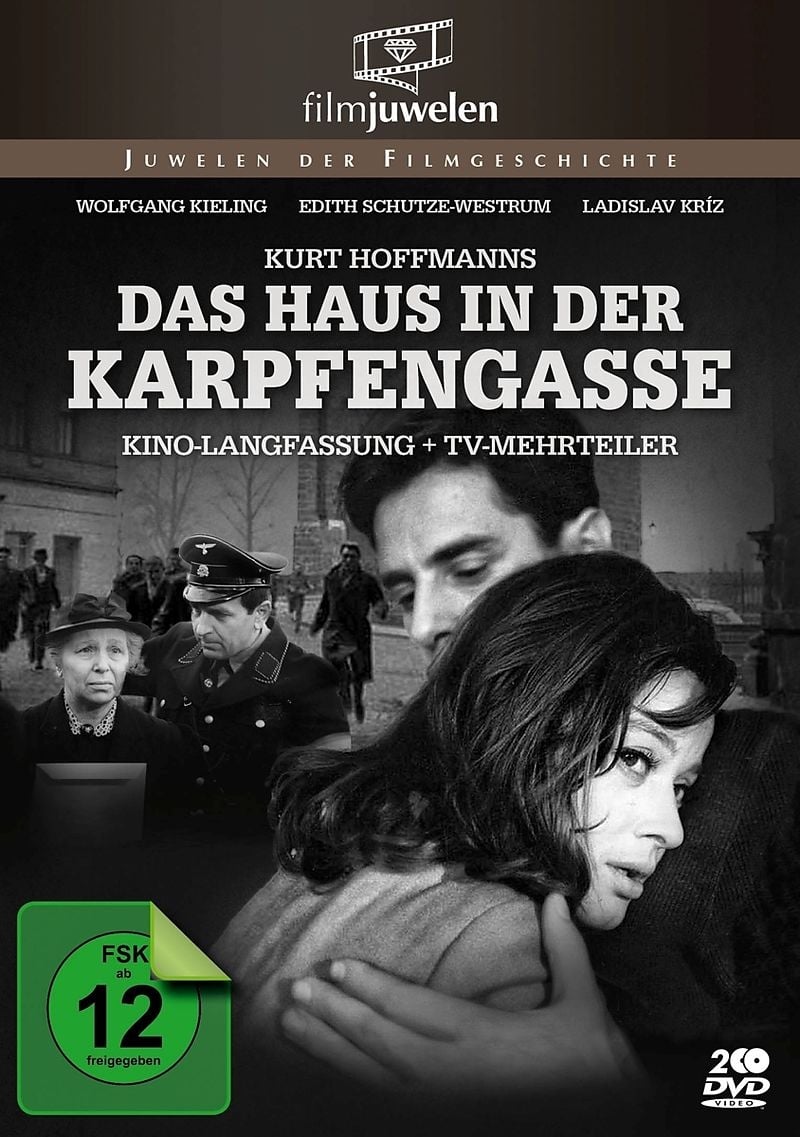 filmjuwelen
JUWELEN DER FILMGESCHICHTE
WOLFGANG KIELING EDITH SCHUTZE-WESTRUM LADISLAV KRÍZ
KURT HOFFMANNS
DAS HAUS IN DER
KARPFENGASSE
KINO-LANGFASSUNG + TV-MEHRTEILER
FSK
ab
12
freigegeben
2
DVD
VIDEO